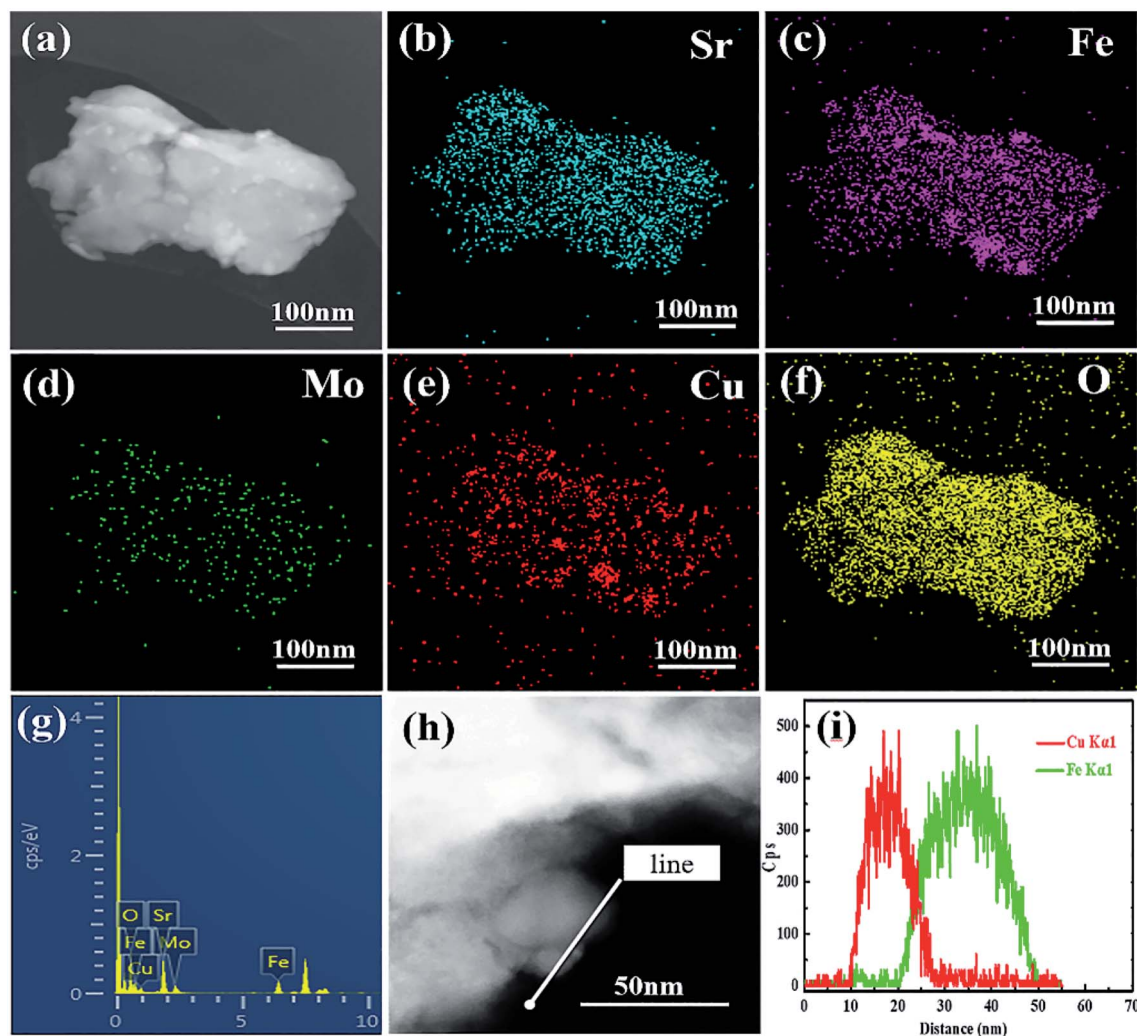 (a)
100nm
(b) Sr
100nm
(c) Fe
100nm
(d) Mo
100nm
(e) Cu
100nm
(f) O
100nm
(g)
4
2
0
cps/eV
O Sr
Fe Mo
Cu
Fe
0 5 10
(h)
line
50nm
(i)
Cu Kα1
Fe Kα1
500
400
300
200
100
0
Cps
0 10 20 30 40 50 60 70
Distance (nm)